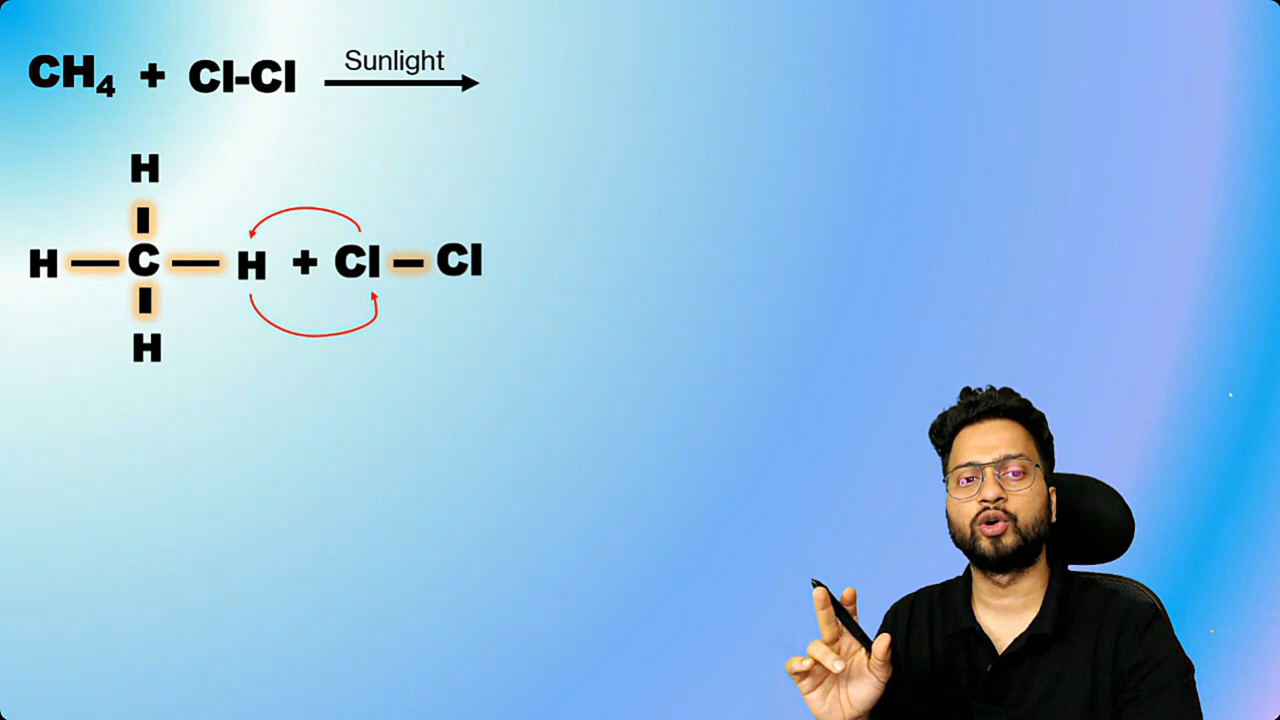 Sunlight
CH₄ + Cl-Cl
H
H — C — H + Cl — Cl
H